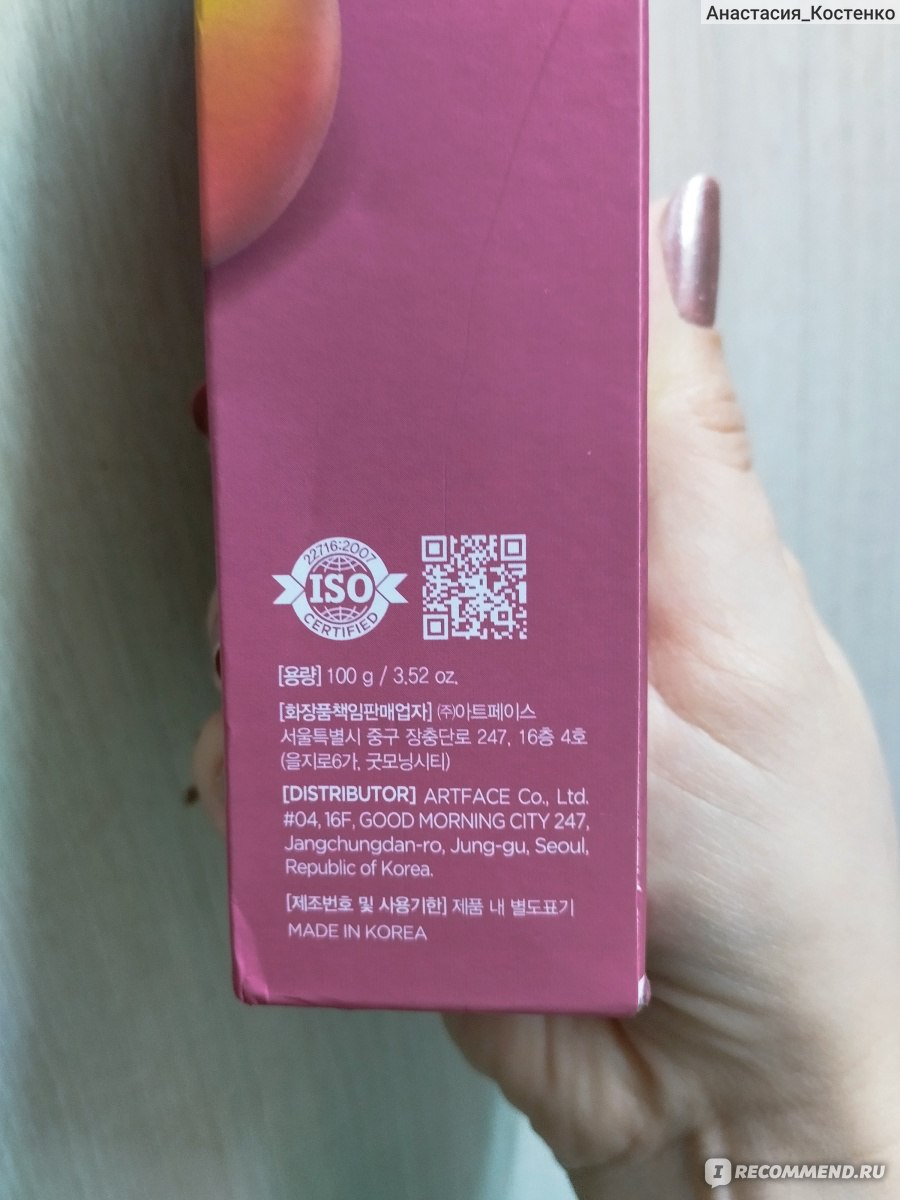 Анастасия_Костенко
22716:2007
ISO
CERTIFIED
[용량] 100 g / 3.52 oz.
[화장품책임판매업자] ㈜아트페이스
서울특별시 중구 장충단로 247, 16층 4호
(을지로6가, 굿모닝시티)
[DISTRIBUTOR] ARTFACE Co., Ltd.
#04, 16F, GOOD MORNING CITY 247,
Jangchungdan-ro, Jung-gu, Seoul,
Republic of Korea.
[제조번호 및 사용기한] 제품 내 별도표기
MADE IN KOREA
IRECOMMEND.RU